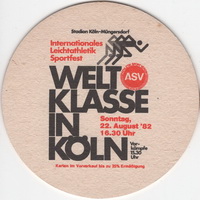 Stadion Köln-Müngersdorf
Internationales
Leichtathletik
Sportfest
WELT
KLASSE
IN
KÖLN
ASV
Sonntag,
22. August '82
16.30 Uhr
Vor-
kämpfe
15.30
Uhr
Karten im Vorverkauf bis zu 20% Ermäßigung